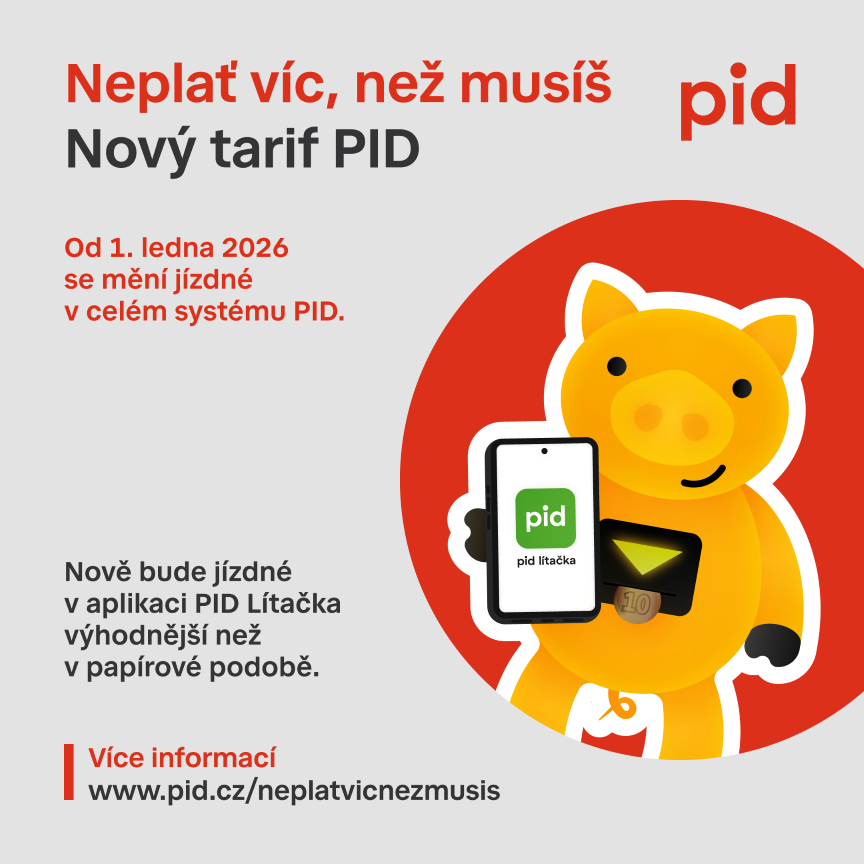 Neplať víc, než musíš
Nový tarif PID
pid
Od 1. ledna 2026
se mění jízdné
v celém systému PID.
pid
pid lítačka
10
Nově bude jízdné
v aplikaci PID Lítačka
výhodnější než
v papírové podobě.
Více informací
www.pid.cz/neplatvicnezmusis